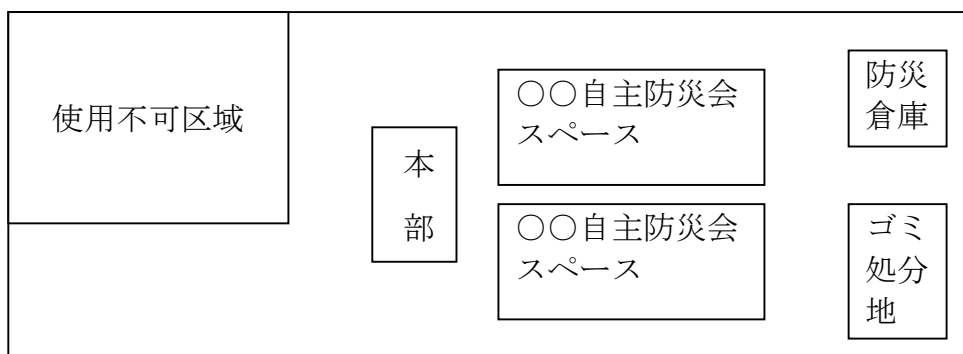 使用不可区域
本
部
○○自主防災会
スペース
○○自主防災会
スペース
防災
倉庫
ゴミ
処分
地